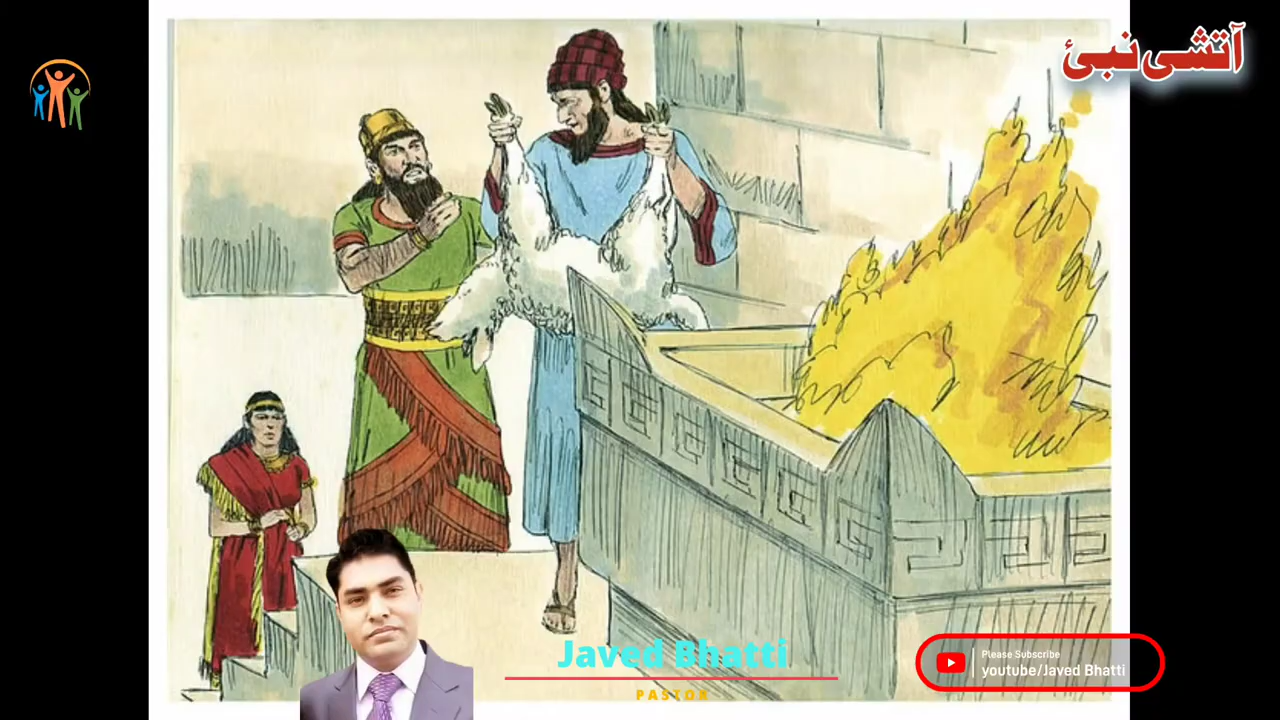 آتشی نبئ
Javed Bhatti
PASTOR
Please Subscribe
youtube/Javed Bhatti